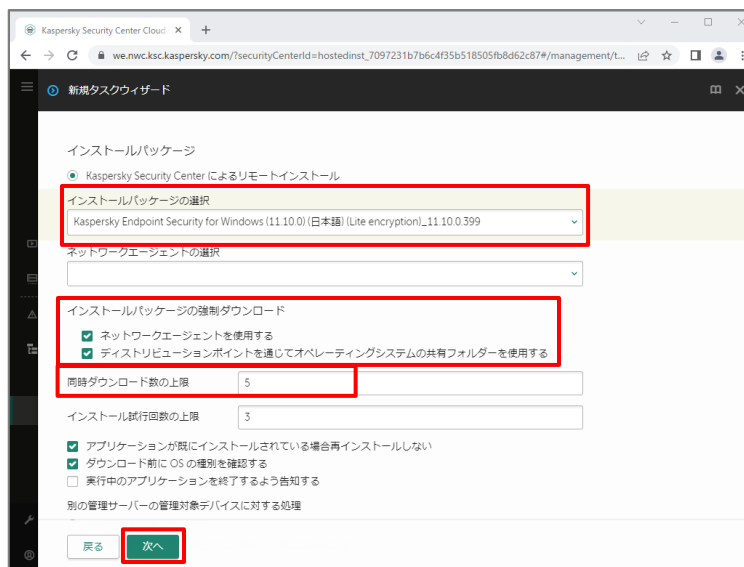 Kaspersky Security Center Cloud
we.nwc.ksc.kaspersky.com/?securityCenterId=hostedinst_7097231b7b6c4f35b518505fb8d62c87#/management/t...
新規タスクウィザード
インストールパッケージ
Kaspersky Security Center によるリモートインストール
インストールパッケージの選択
Kaspersky Endpoint Security for Windows (11.10.0) (日本語) (Lite encryption)_11.10.0.399
ネットワークエージェントの選択
インストールパッケージの強制ダウンロード
ネットワークエージェントを使用する
ディストリビューションポイントを通じてオペレーティングシステムの共有フォルダーを使用する
同時ダウンロード数の上限 5
インストール試行回数の上限 3
アプリケーションが既にインストールされている場合再インストールしない
ダウンロード前に OS の種別を確認する
実行中のアプリケーションを終了するよう告知する
別の管理サーバーの管理対象デバイスに対する処理
戻る 次へ